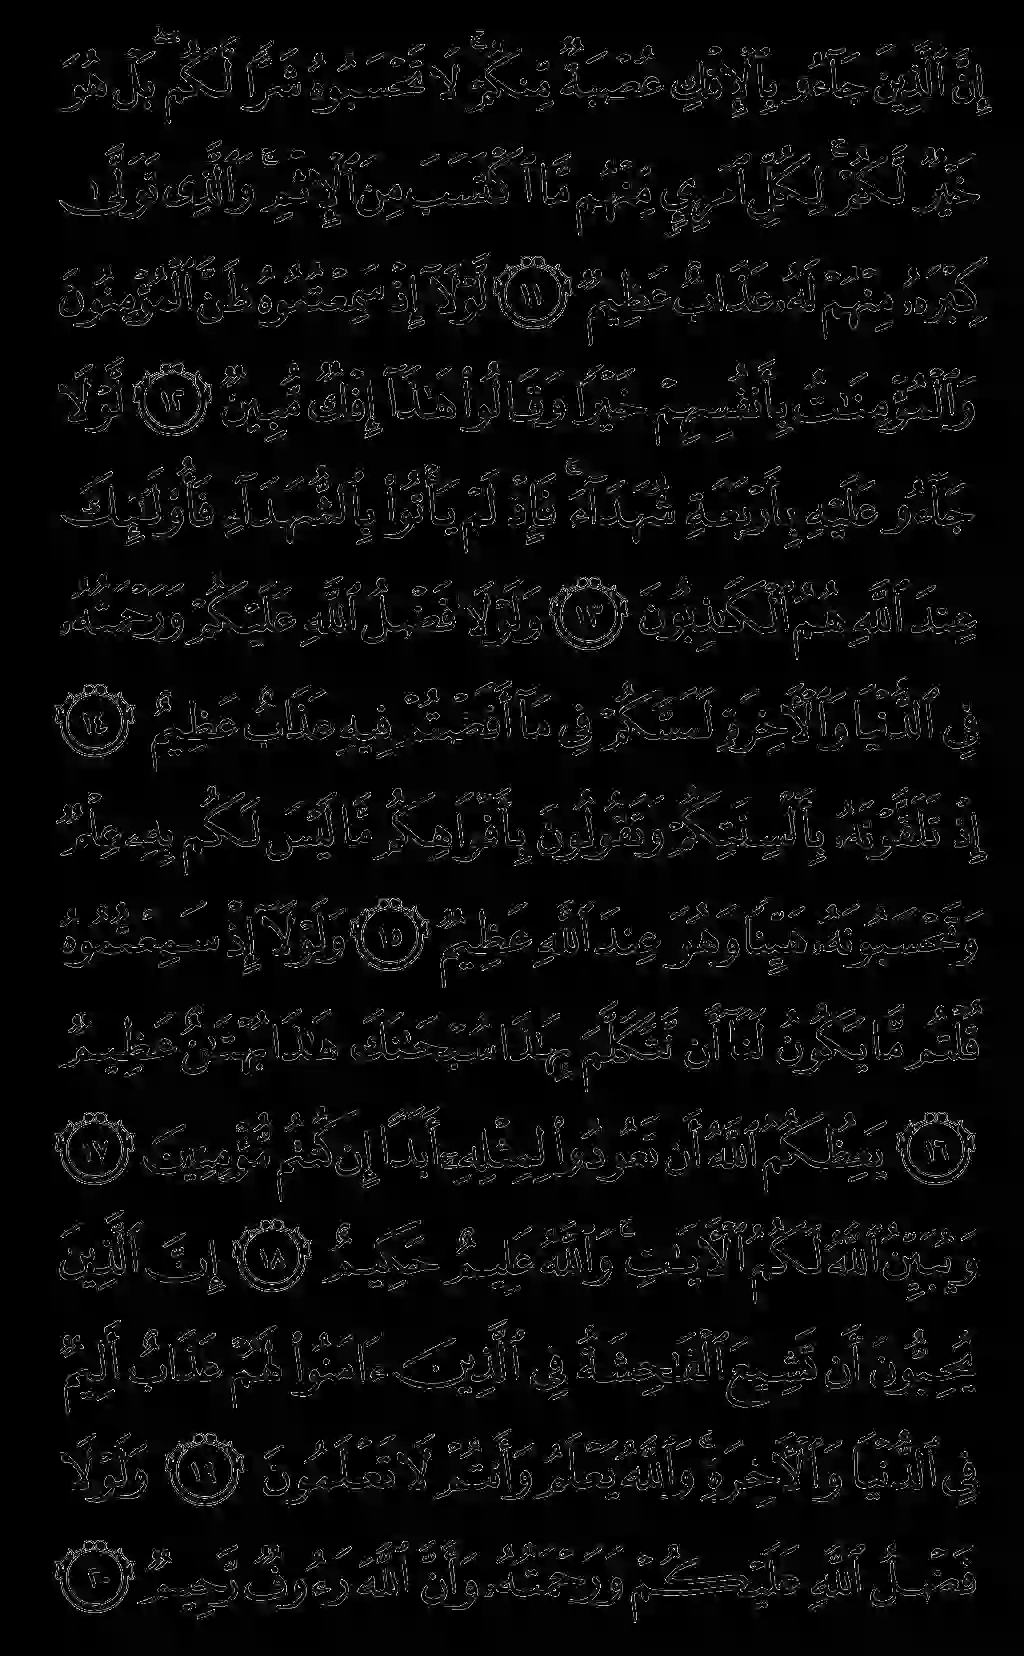 إِنَّ ٱلَّذِينَ جَآءُو بِٱلْإِفْكِ عُصْبَةٌ مِّنكُمْ ۚ لَا تَحْسَبُوهُ شَرًّا لَّكُم ۖ بَلْ هُوَ
خَيْرٌ لَّكُمْ ۚ لِكُلِّ ٱمْرِئٍ مِّنْهُم مَّا ٱكْتَسَبَ مِنَ ٱلْإِثْمِ ۚ وَٱلَّذِى تَوَلَّىٰ
كِبْرَهُۥ مِنْهُمْ لَهُۥ عَذَابٌ عَظِيمٌ ١١ لَّوْلَآ إِذْ سَمِعْتُمُوهُ ظَنَّ ٱلْمُؤْمِنُونَ
وَٱلْمُؤْمِنَٰتُ بِأَنفُسِهِمْ خَيْرًا وَقَالُوا۟ هَٰذَآ إِفْكٌ مُّبِينٌ ١٢ لَّوْلَا
جَآءُو عَلَيْهِ بِأَرْبَعَةِ شُهَدَآءَ ۚ فَإِذْ لَمْ يَأْتُوا۟ بِٱلشُّهَدَآءِ فَأُو۟لَٰٓئِكَ
عِندَ ٱللَّهِ هُمُ ٱلْكَٰذِبُونَ ١٣ وَلَوْلَا فَضْلُ ٱللَّهِ عَلَيْكُمْ وَرَحْمَتُهُۥ
فِى ٱلدُّنْيَا وَٱلْءَاخِرَةِ لَمَسَّكُمْ فِى مَآ أَفَضْتُمْ فِيهِ عَذَابٌ عَظِيمٌ ١٤
إِذْ تَلَقَّوْنَهُۥ بِأَلْسِنَتِكُمْ وَتَقُولُونَ بِأَفْوَاهِكُم مَّا لَيْسَ لَكُم بِهِۦ عِلْمٌ
وَتَحْسَبُونَهُۥ هَيِّنًا وَهُوَ عِندَ ٱللَّهِ عَظِيمٌ ١٥ وَلَوْلَآ إِذْ سَمِعْتُمُوهُ
قُلْتُم مَّا يَكُونُ لَنَآ أَن نَّتَكَلَّمَ بِهَٰذَا سُبْحَٰنَكَ هَٰذَا بُهْتَٰنٌ عَظِيمٌ
١٦ يَعِظُكُمُ ٱللَّهُ أَن تَعُودُوا۟ لِمِثْلِهِۦٓ أَبَدًا إِن كُنتُم مُّؤْمِنِينَ ١٧
وَيُبَيِّنُ ٱللَّهُ لَكُمُ ٱلْءَايَٰتِ ۚ وَٱللَّهُ عَلِيمٌ حَكِيمٌ ١٨ إِنَّ ٱلَّذِينَ
يُحِبُّونَ أَن تَشِيعَ ٱلْفَٰحِشَةُ فِى ٱلَّذِينَ ءَامَنُوا۟ لَهُمْ عَذَابٌ أَلِيمٌ
فِى ٱلدُّنْيَا وَٱلْءَاخِرَةِ ۚ وَٱللَّهُ يَعْلَمُ وَأَنتُمْ لَا تَعْلَمُونَ ١٩ وَلَوْلَا
فَضْلُ ٱللَّهِ عَلَيْكُمْ وَرَحْمَتُهُۥ وَأَنَّ ٱللَّهَ رَءُوفٌ رَّحِيمٌ ٢٠